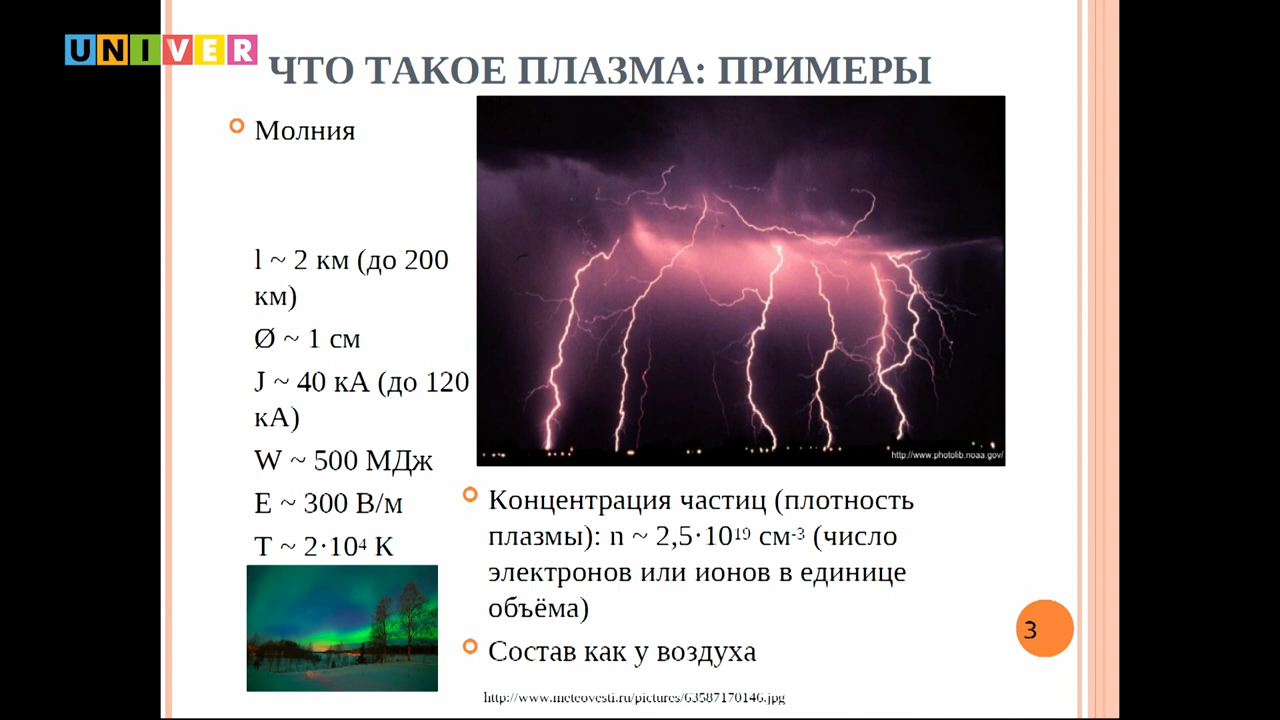 UNIVER
ЧТО ТАКОЕ ПЛАЗМА: ПРИМЕРЫ
Молния
l ~ 2 км (до 200
км)
Ø ~ 1 см
J ~ 40 кА (до 120
кА)
W ~ 500 МДж
E ~ 300 В/м
T ~ 2·10⁴ К
http://www.photolib.noaa.gov/
Концентрация частиц (плотность
плазмы): n ~ 2,5·10¹⁹ см⁻³ (число
электронов или ионов в единице
объёма)
Состав как у воздуха
3
http://www.meteovesti.ru/pictures/63587170146.jpg